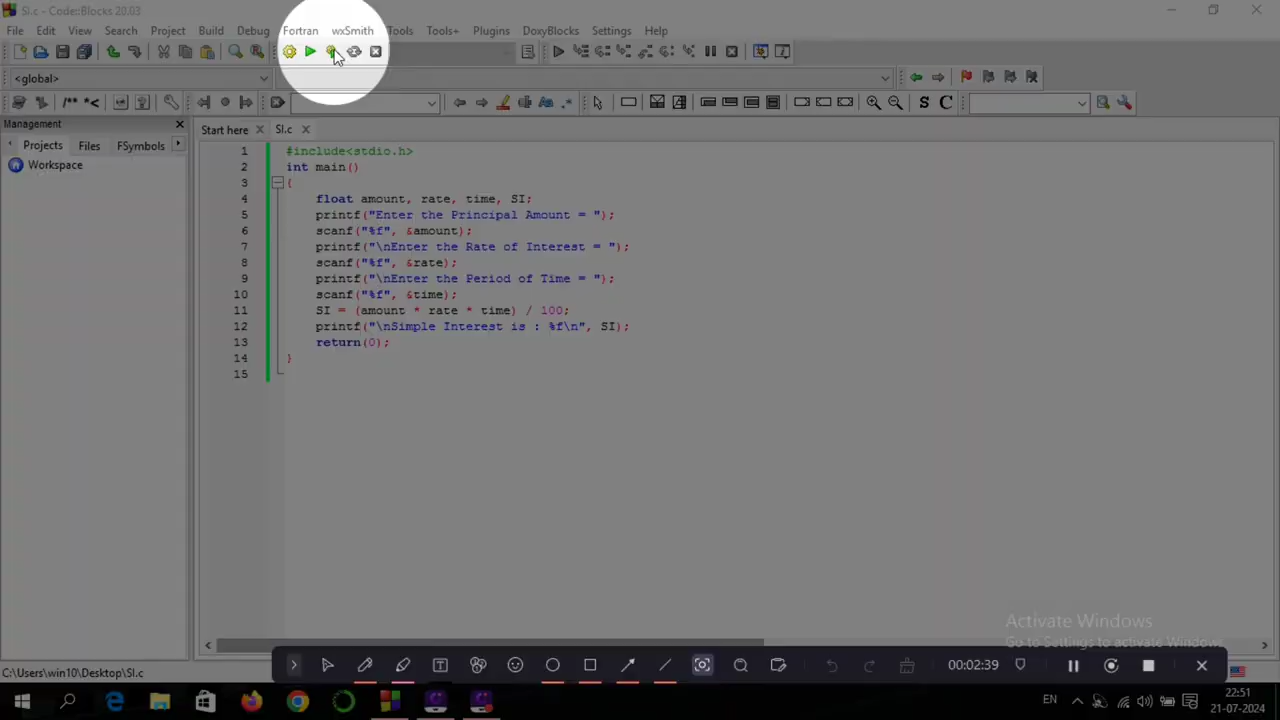 SI.c - Code::Blocks 20.03
File Edit View Search Project Build Debug Fortran wxSmith Tools Tools+ Plugins DoxyBlocks Settings Help
<global>
/** *<
S C
Management
Projects Files FSymbols
Workspace
Start here SI.c
1 #include<stdio.h>
2 int main()
3 {
4 float amount, rate, time, SI;
5 printf("Enter the Principal Amount = ");
6 scanf("%f", &amount);
7 printf("\nEnter the Rate of Interest = ");
8 scanf("%f", &rate);
9 printf("\nEnter the Period of Time = ");
10 scanf("%f", &time);
11 SI = (amount * rate * time) / 100;
12 printf("\nSimple Interest is : %f\n", SI);
13 return(0);
14 }
15
Activate Windows
Go to Settings to activate Windows.
00:02:39
C:\Users\win10\Desktop\SI.c
EN
22:51
21-07-2024